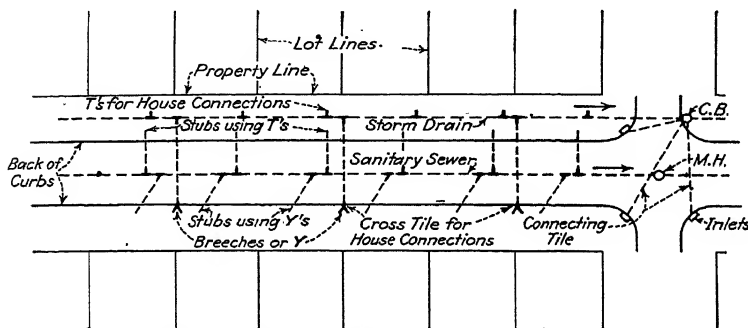 Lot Lines
Property Line
T's for House Connections
C.B.
Stubs using T's
Storm Drain
Back of
Curbs
Sanitary Sewer
M.H.
Stubs using Y's
Breeches or Y
Cross Tile for
House Connections
Connecting
Tile
Inlets